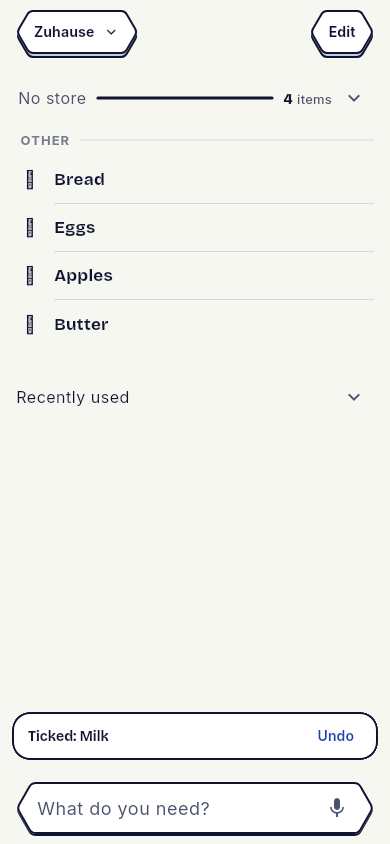 Zuhause
Edit
No store
4 items
OTHER
Bread
Eggs
Apples
Butter
Recently used
Ticked: Milk
Undo
What do you need?